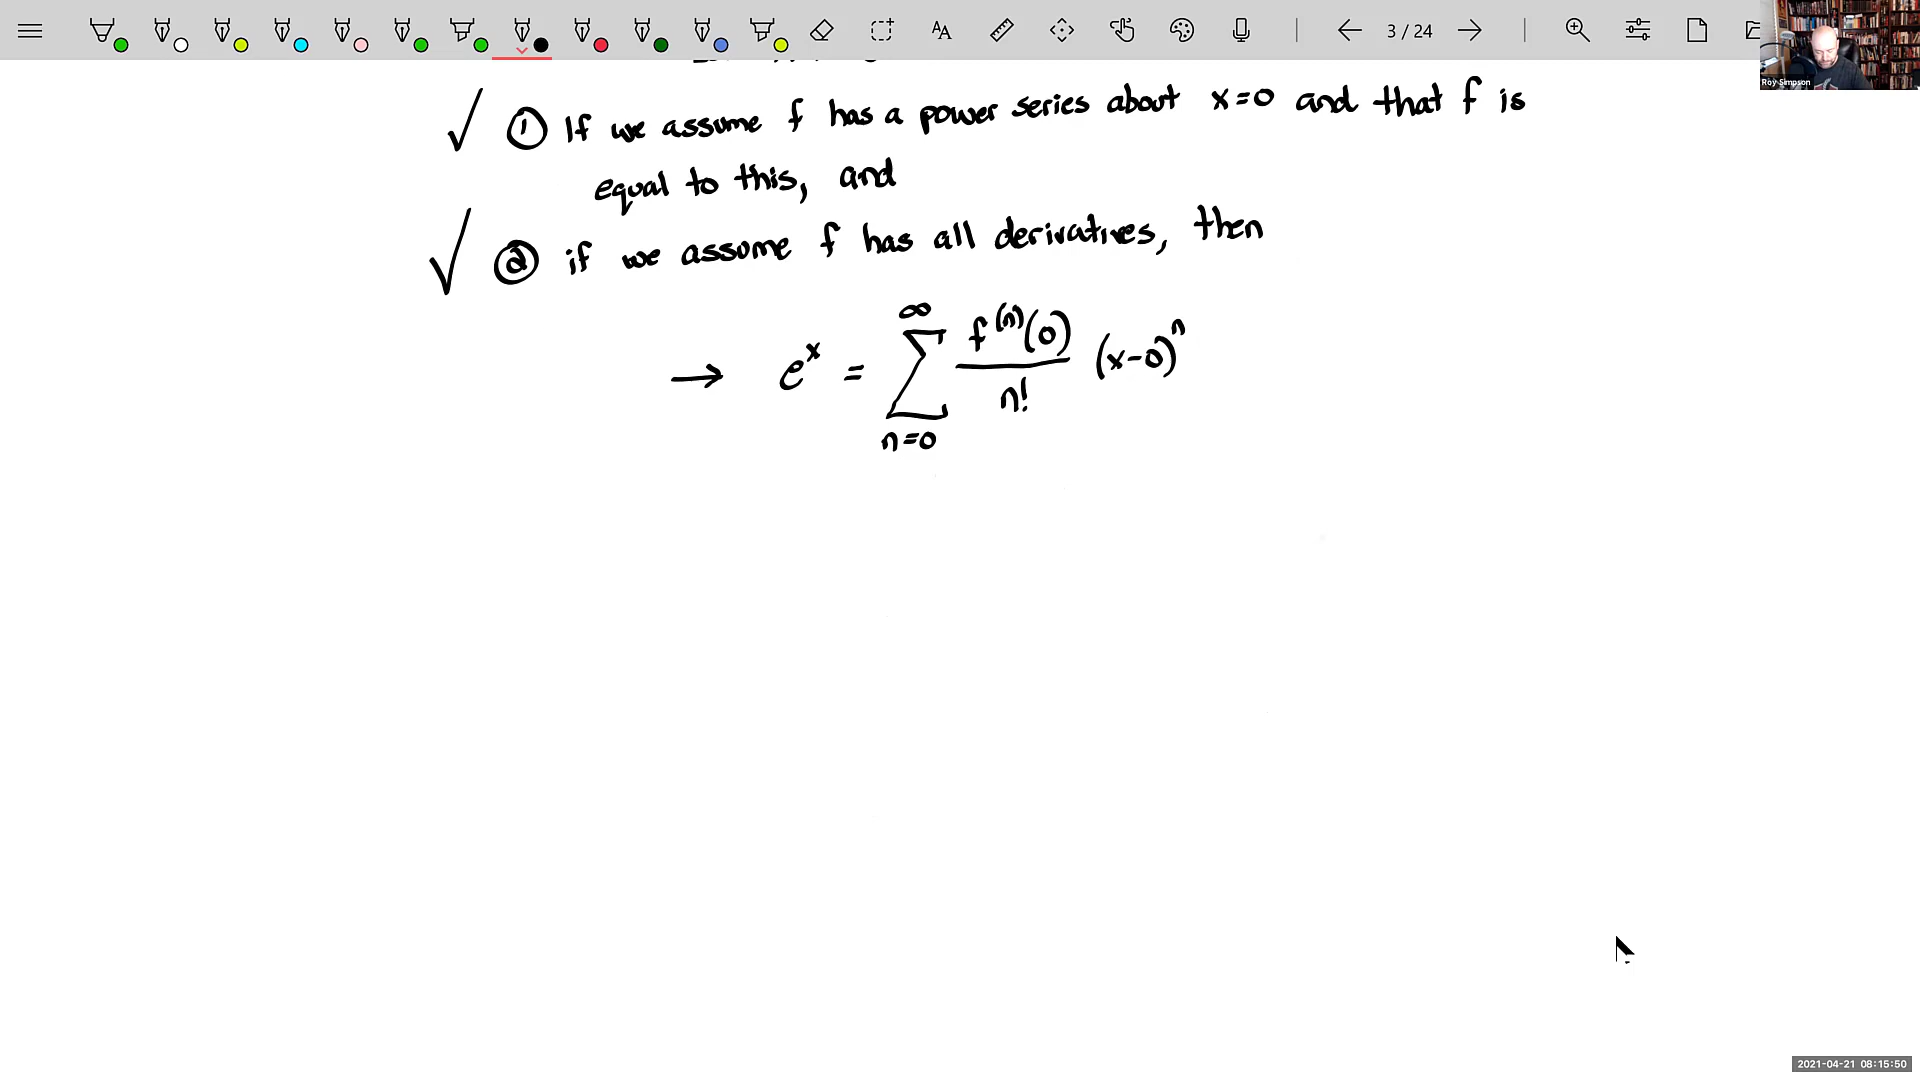 3 / 24
Roy Simpson
✓ ① If we assume f has a power series about x=0 and that f is
equal to this, and
✓ ② if we assume f has all derivatives, then
→ e^x = ∑_{n=0}^{∞} f^{(n)}(0)/n! (x-0)^n
2021-04-21 08:15:50